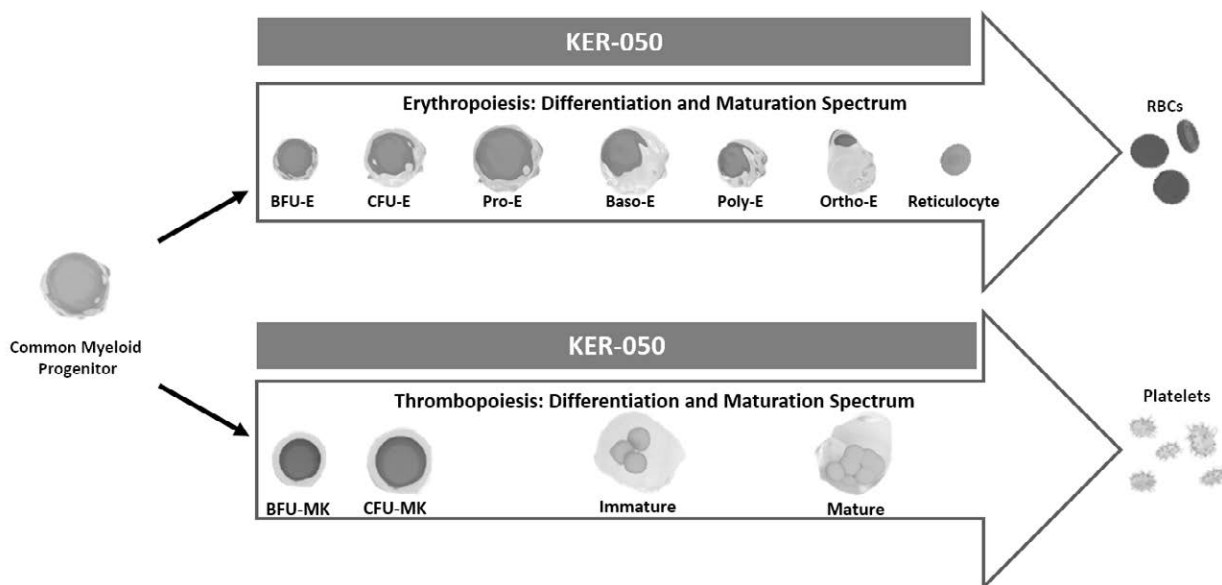 KER-050
Erythropoiesis: Differentiation and Maturation Spectrum
BFU-E
CFU-E
Pro-E
Baso-E
Poly-E
Ortho-E
Reticulocyte
RBCs
Common Myeloid
Progenitor
KER-050
Thrombopoiesis: Differentiation and Maturation Spectrum
BFU-MK
CFU-MK
Immature
Mature
Platelets